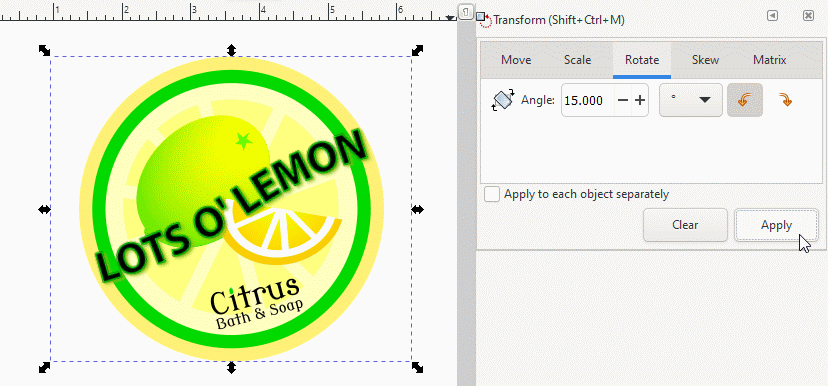 1 2 3 4 5 6
Transform (Shift+Ctrl+M)
Move Scale Rotate Skew Matrix
Angle: 15.000 °
Apply to each object separately
Clear Apply
LOTS O' LEMON
Citrus
Bath & Soap